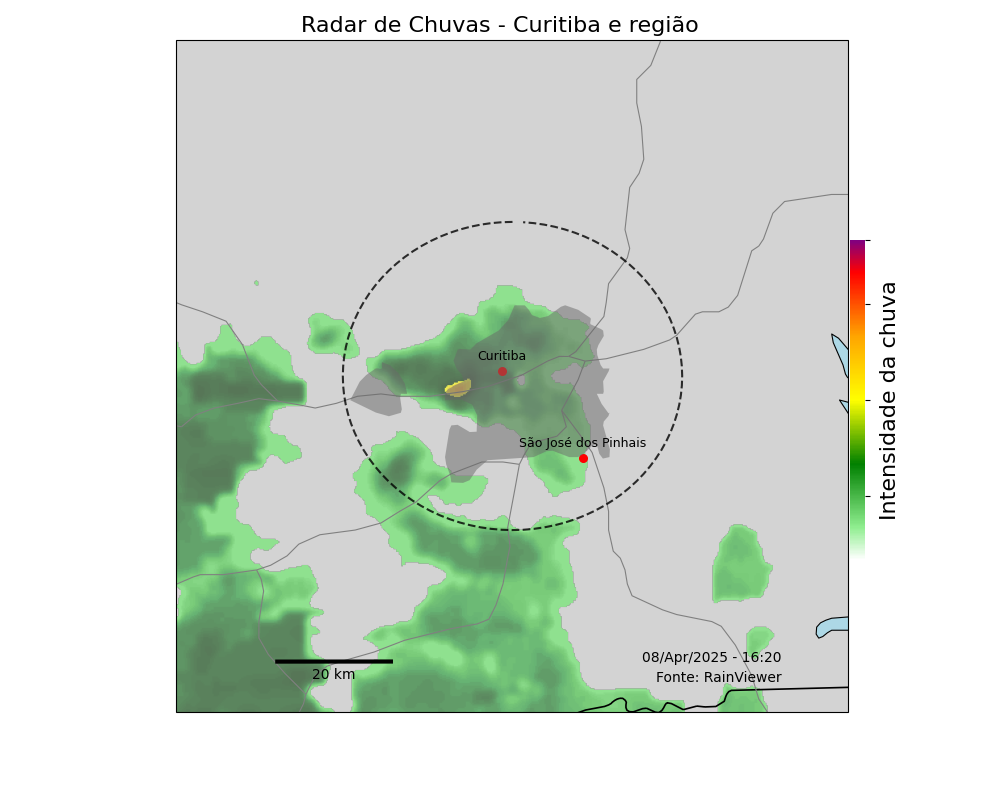 Radar de Chuvas - Curitiba e região
Curitiba
São José dos Pinhais
Intensidade da chuva
08/Apr/2025 - 16:20
Fonte: RainViewer
20 km